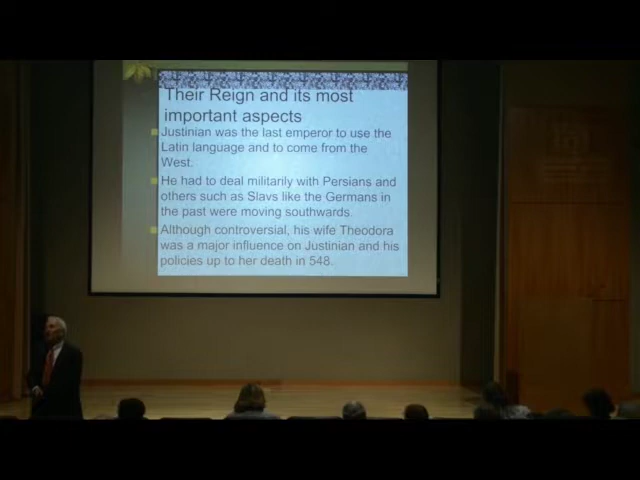 Their Reign and its most
important aspects
Justinian was the last emperor to use the
Latin language and to come from the
West.
He had to deal militarily with Persians and
others such as Slavs like the Germans in
the past were moving southwards.
Although controversial, his wife Theodora
was a major influence on Justinian and his
policies up to her death in 548.